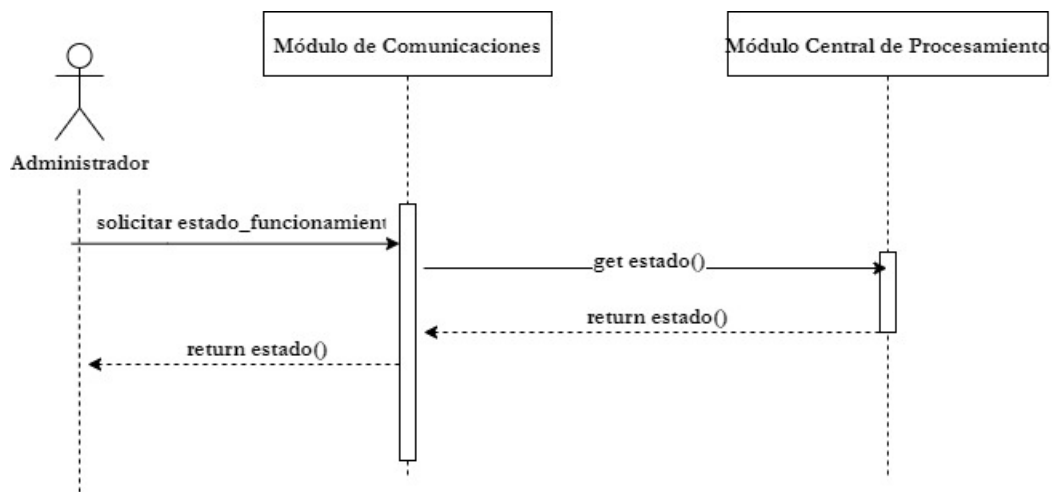 Módulo de Comunicaciones
Módulo Central de Procesamiento
Administrador
solicitar estado_funcionamient
get estado()
return estado()
return estado()